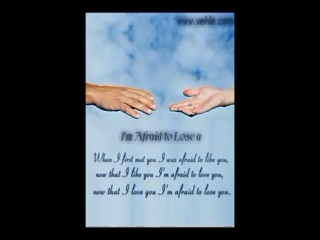 www.vehle.com
I'm Afraid to Lose a
When I first met you I was afraid to like you,
now that I like you I'm afraid to love you,
now that I love you I'm afraid to lose you.